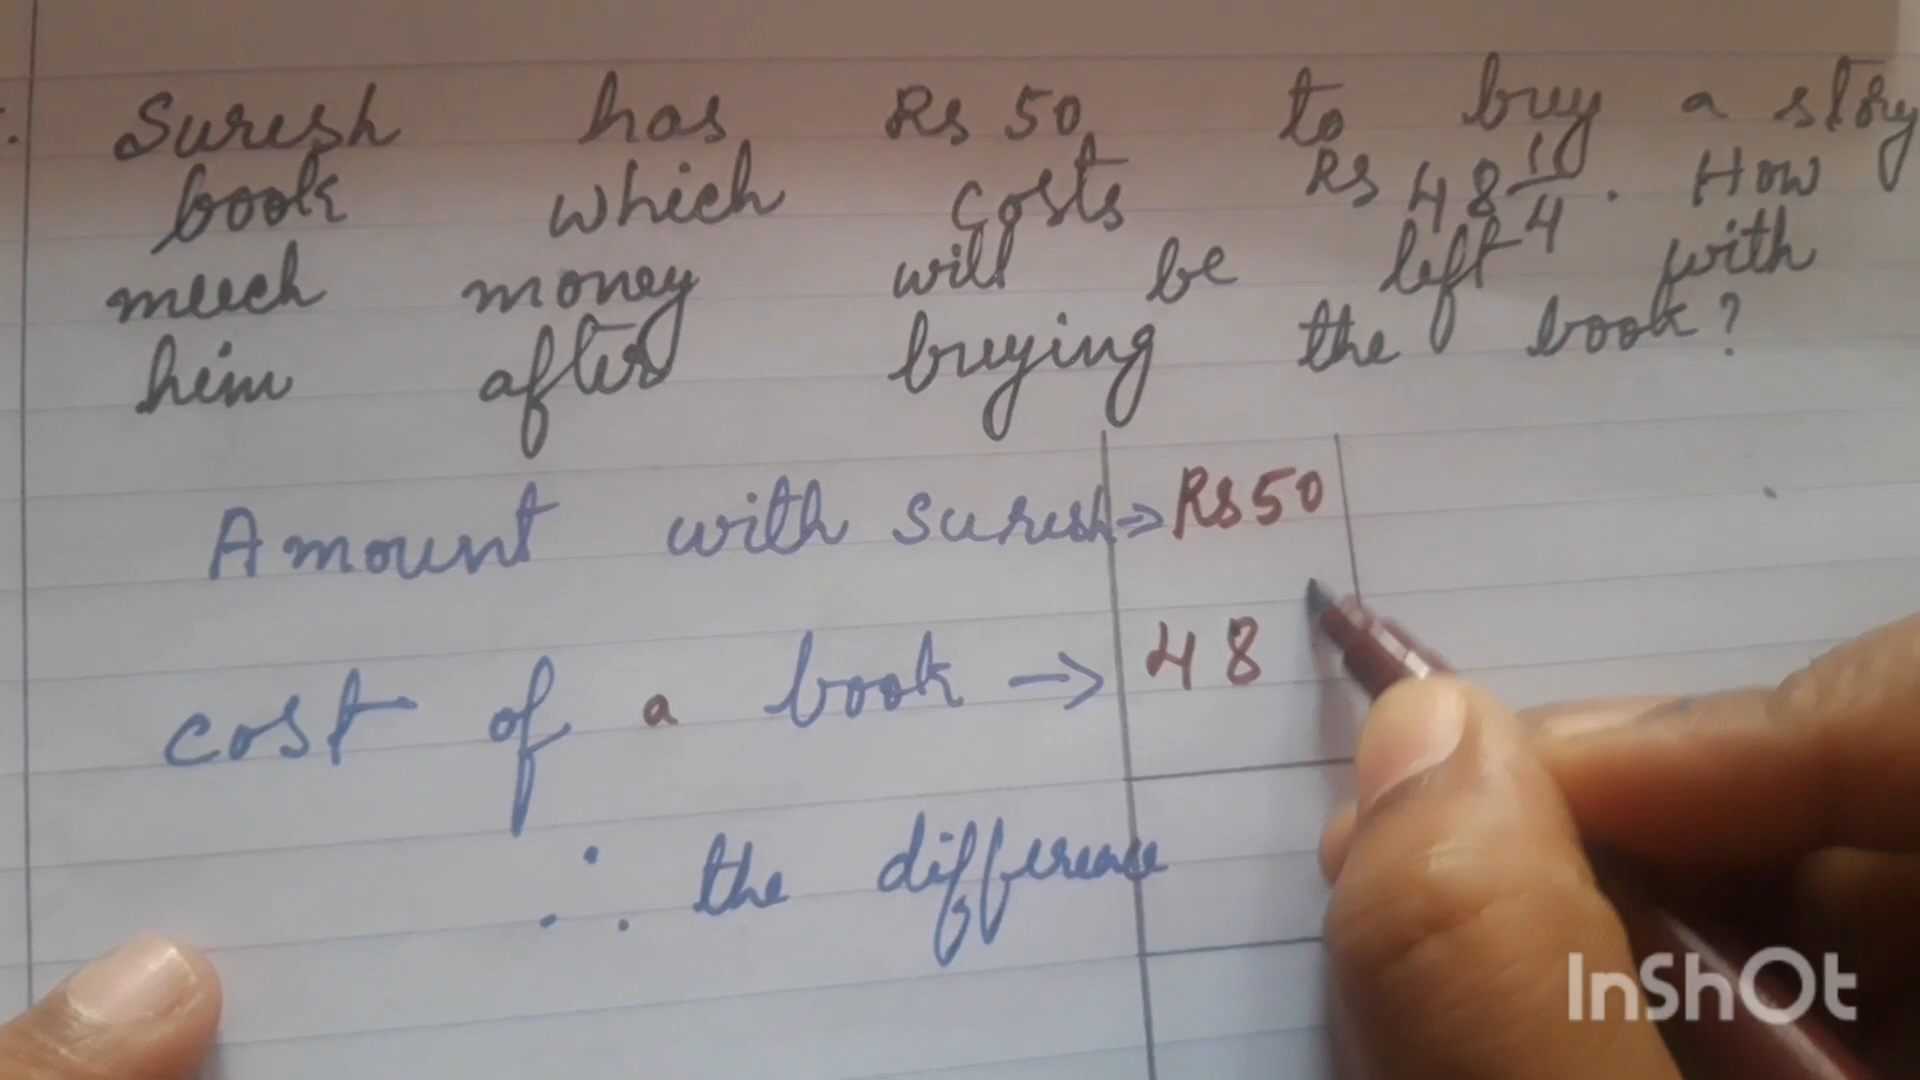 Suresh has Rs 50 to buy a story
book which costs Rs 48 1/4. How
much money will be left with
him after buying the book?
Amount with Suresh ⇒ Rs 50
cost of a book → 48
∴ the difference
InShOt